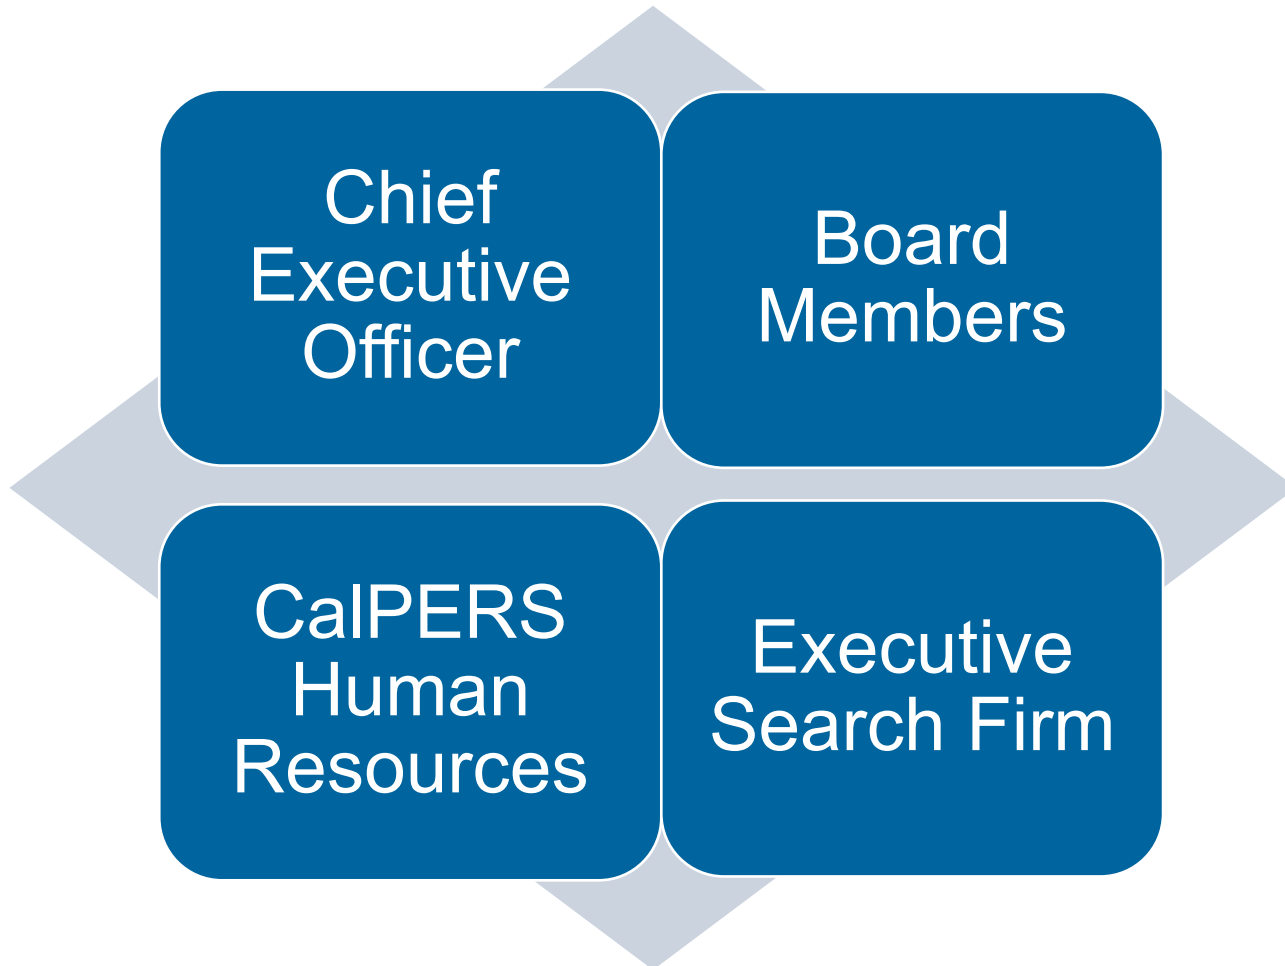 Chief
Executive
Officer
Board
Members
CalPERS
Human
Resources
Executive
Search Firm